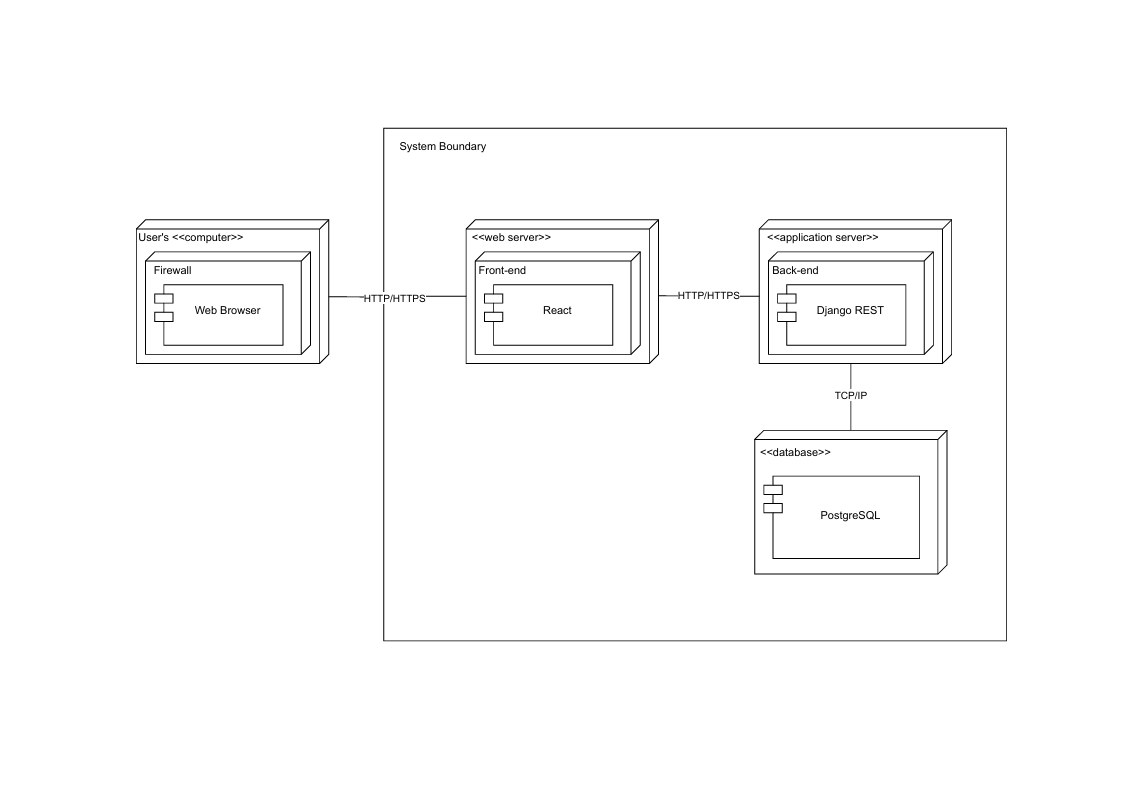 System Boundary
User's <<computer>>
Firewall
Web Browser
HTTP/HTTPS
<<web server>>
Front-end
React
HTTP/HTTPS
<<application server>>
Back-end
Django REST
TCP/IP
<<database>>
PostgreSQL